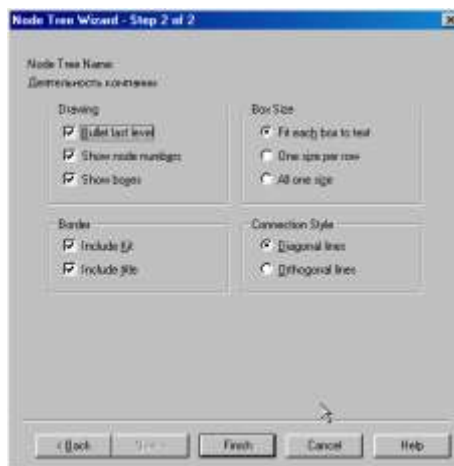 Node Tree Wizard - Step 2 of 2
Node Tree Name:
Деятельность компании
Drawing
Bullet last level
Show node numbers
Show boxes
Box Size
Fit each box to text
One size per row
All one size
Border
Include Kit
Include title
Connection Style
Diagonal lines
Orthogonal lines
< Back
Next >
Finish
Cancel
Help